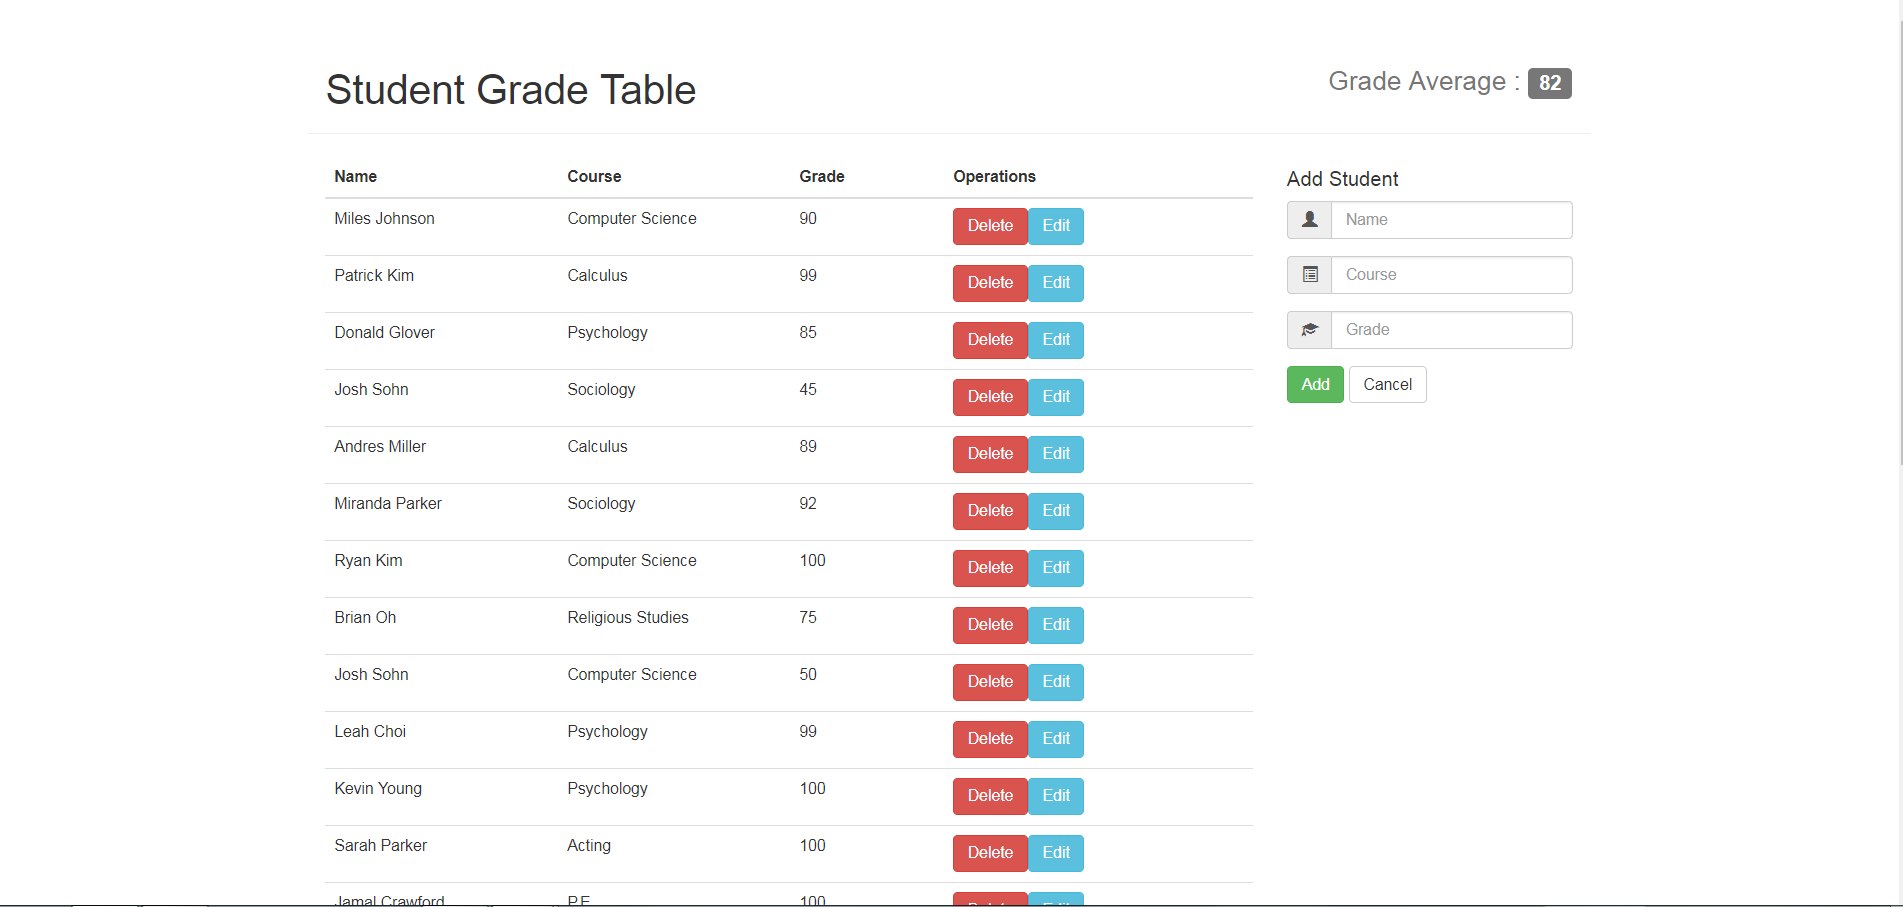 Student Grade Table
Grade Average : 82
Name Course Grade Operations
Miles Johnson Computer Science 90 Delete Edit
Patrick Kim Calculus 99 Delete Edit
Donald Glover Psychology 85 Delete Edit
Josh Sohn Sociology 45 Delete Edit
Andres Miller Calculus 89 Delete Edit
Miranda Parker Sociology 92 Delete Edit
Ryan Kim Computer Science 100 Delete Edit
Brian Oh Religious Studies 75 Delete Edit
Josh Sohn Computer Science 50 Delete Edit
Leah Choi Psychology 99 Delete Edit
Kevin Young Psychology 100 Delete Edit
Sarah Parker Acting 100 Delete Edit
Jamal Crawford P.E 100 Delete Edit
Add Student
Name
Course
Grade
Add Cancel